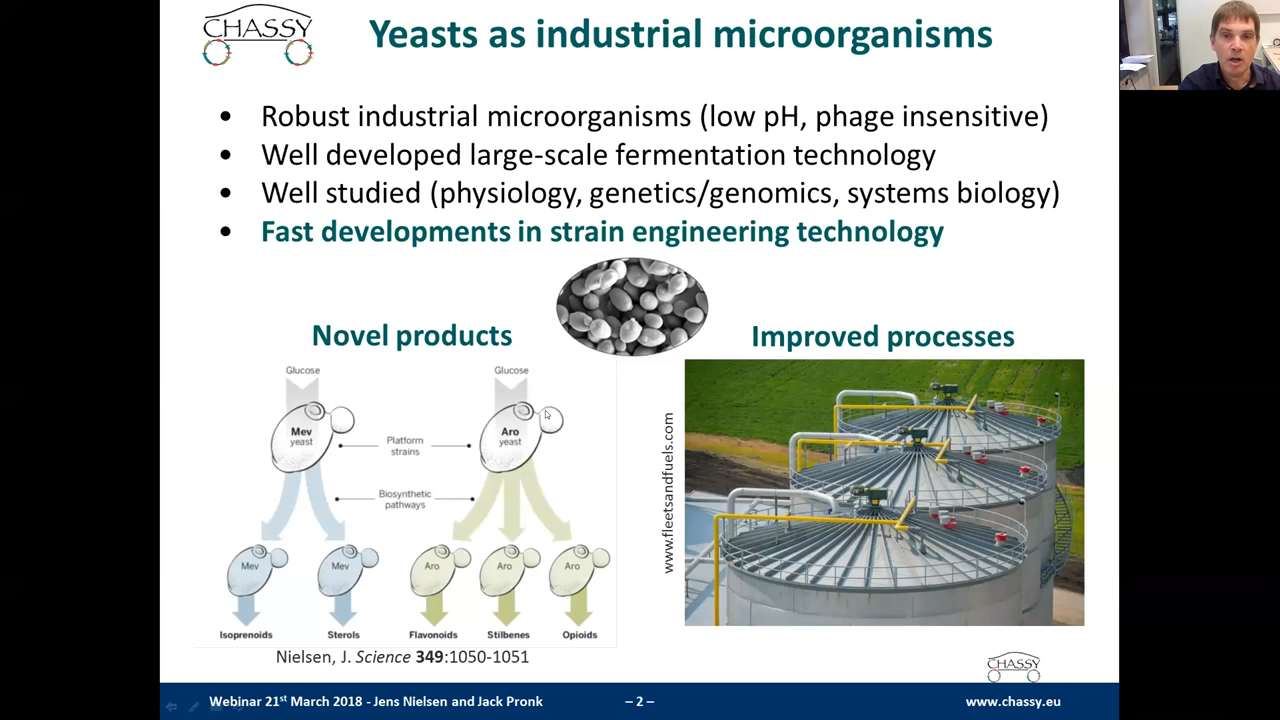 CHASSY
Yeasts as industrial microorganisms
• Robust industrial microorganisms (low pH, phage insensitive)
• Well developed large-scale fermentation technology
• Well studied (physiology, genetics/genomics, systems biology)
• Fast developments in strain engineering technology
Novel products
Glucose
Glucose
Mev
yeast
Platform
strains
Aro
yeast
Biosynthetic
pathways
Mev
Mev
Aro
Aro
Aro
Isoprenoids
Sterols
Flavonoids
Stilbenes
Opioids
Nielsen, J. Science 349:1050-1051
Improved processes
www.fleetsandfuels.com
CHASSY
Webinar 21st March 2018 - Jens Nielsen and Jack Pronk
– 2 –
www.chassy.eu